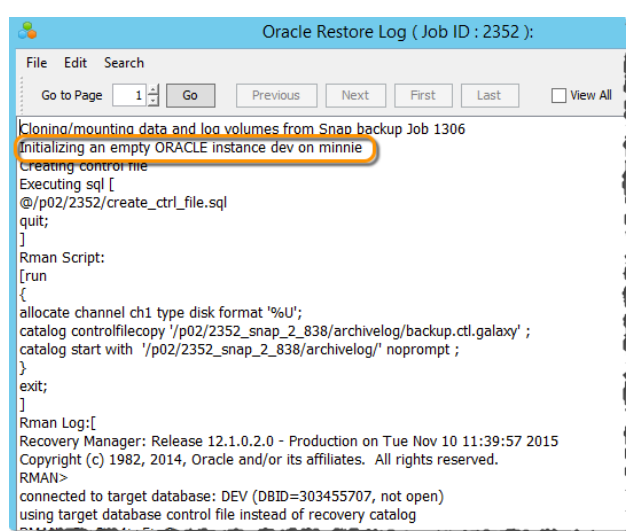 Oracle Restore Log ( Job ID : 2352 ):
File Edit Search
Go to Page 1 Go Previous Next First Last View All
Cloning/mounting data and log volumes from Snap backup Job 1306
Initializing an empty ORACLE instance dev on minnie
Creating control file
Executing sql [
@/p02/2352/create_ctrl_file.sql
quit;
]
Rman Script:
[run
{
allocate channel ch1 type disk format '%U';
catalog controlfilecopy '/p02/2352_snap_2_838/archivelog/backup.ctl.galaxy' ;
catalog start with '/p02/2352_snap_2_838/archivelog/' noprompt ;
}
exit;
]
Rman Log:[
Recovery Manager: Release 12.1.0.2.0 - Production on Tue Nov 10 11:39:57 2015
Copyright (c) 1982, 2014, Oracle and/or its affiliates. All rights reserved.
RMAN>
connected to target database: DEV (DBID=303455707, not open)
using target database control file instead of recovery catalog